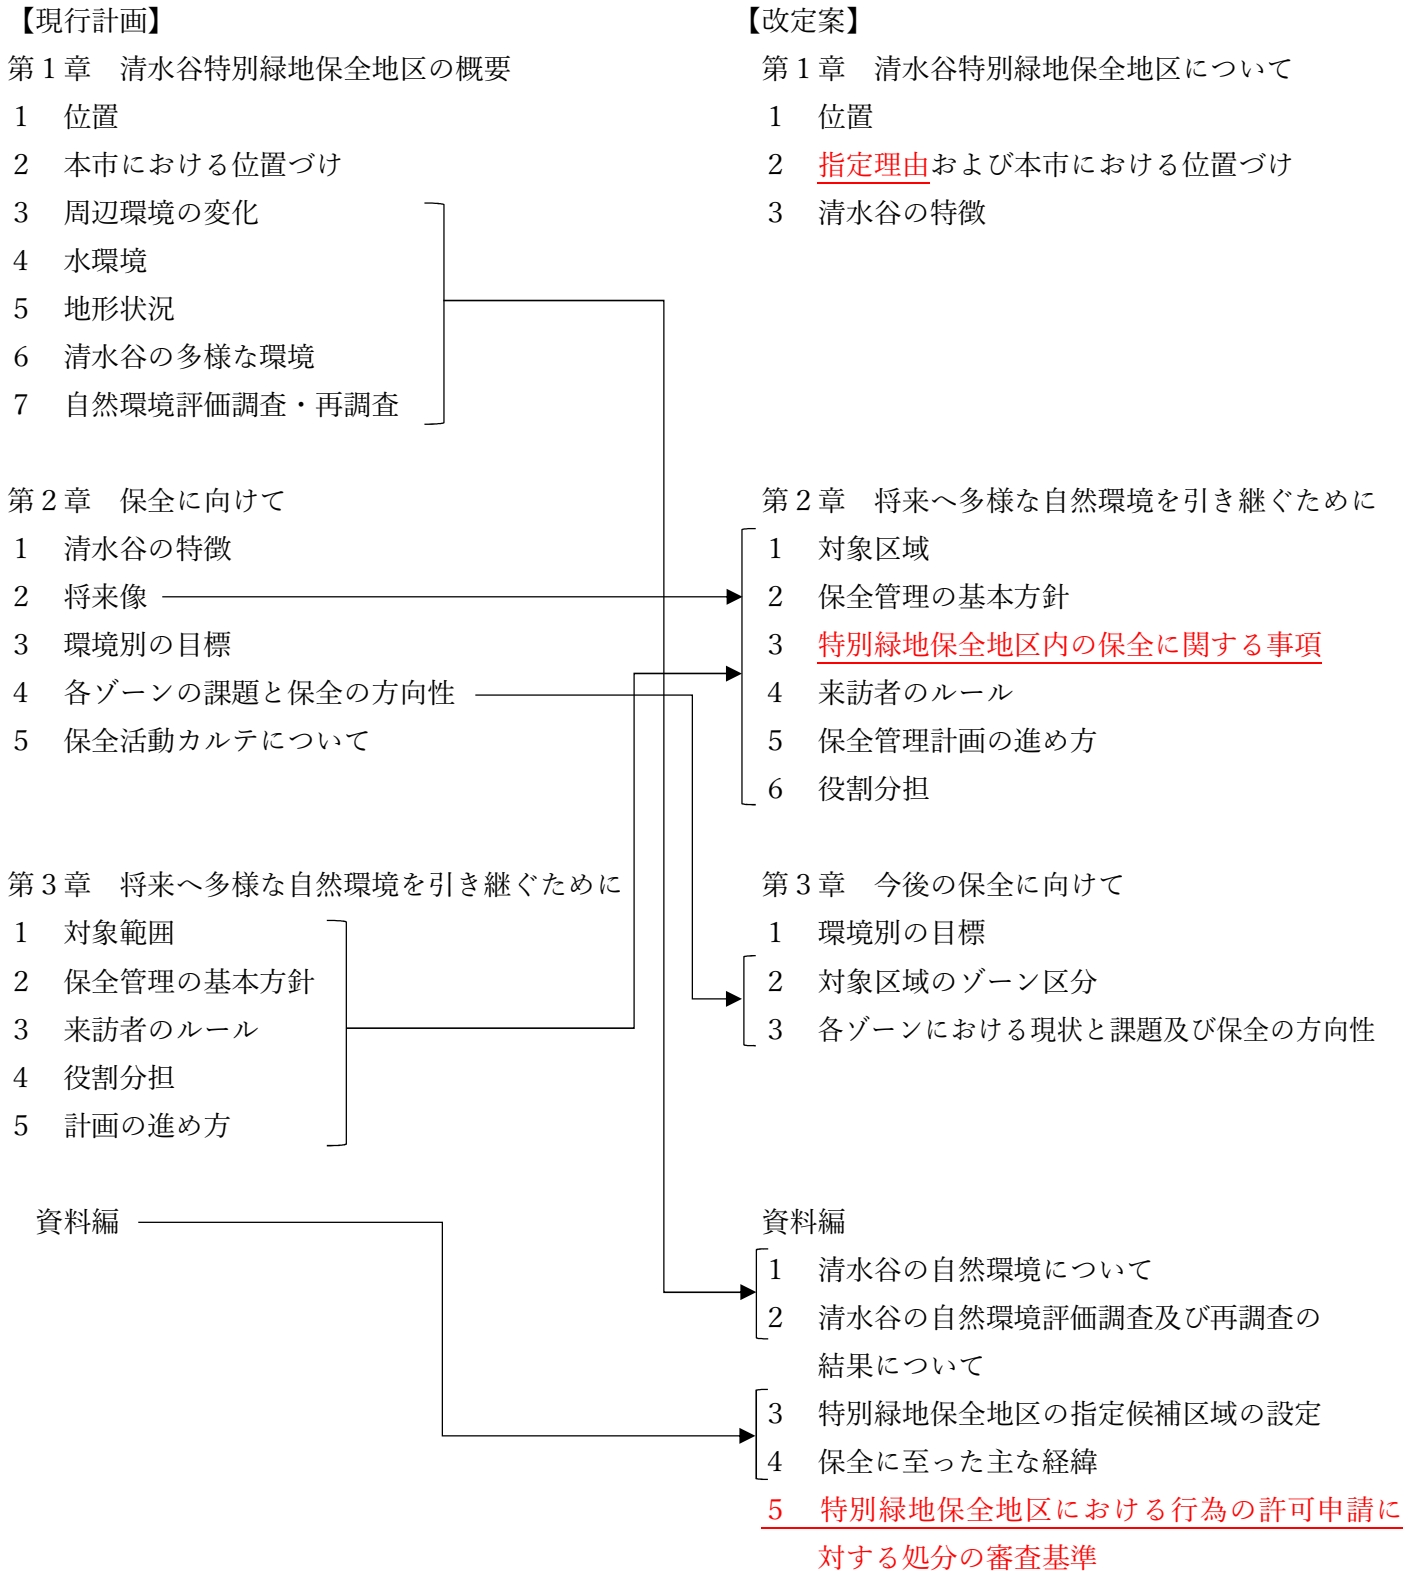 【現行計画】
第１章　清水谷特別緑地保全地区の概要
１　位置
２　本市における位置づけ
３　周辺環境の変化
４　水環境
５　地形状況
６　清水谷の多様な環境
７　自然環境評価調査・再調査
第２章　保全に向けて
１　清水谷の特徴
２　将来像
３　環境別の目標
４　各ゾーンの課題と保全の方向性
５　保全活動カルテについて
第３章　将来へ多様な自然環境を引き継ぐために
１　対象範囲
２　保全管理の基本方針
３　来訪者のルール
４　役割分担
５　計画の進め方
資料編
【改定案】
第１章　清水谷特別緑地保全地区について
１　位置
２　指定理由および本市における位置づけ
３　清水谷の特徴
第２章　将来へ多様な自然環境を引き継ぐために
１　対象区域
２　保全管理の基本方針
３　特別緑地保全地区内の保全に関する事項
４　来訪者のルール
５　保全管理計画の進め方
６　役割分担
第３章　今後の保全に向けて
１　環境別の目標
２　対象区域のゾーン区分
３　各ゾーンにおける現状と課題及び保全の方向性
資料編
１　清水谷の自然環境について
２　清水谷の自然環境評価調査及び再調査の
結果について
３　特別緑地保全地区の指定候補区域の設定
４　保全に至った主な経緯
５　特別緑地保全地区における行為の許可申請に
対する処分の審査基準